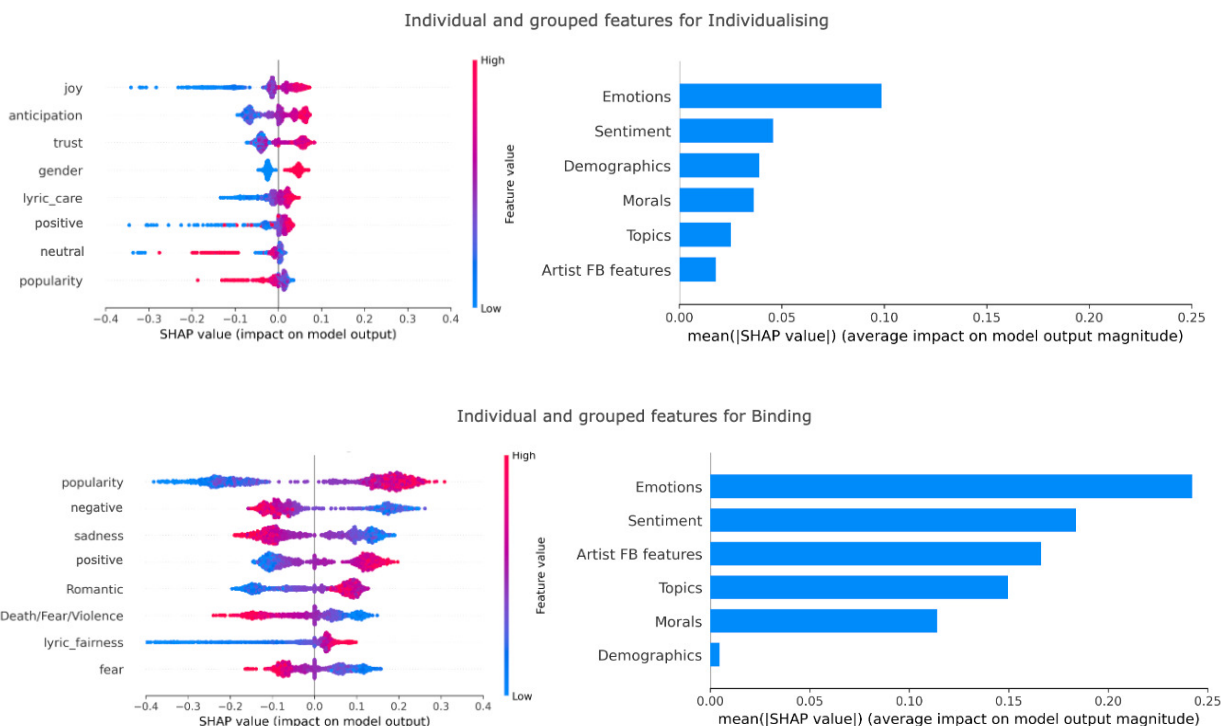 Individual and grouped features for Individualising
joy
anticipation
trust
gender
lyric_care
positive
neutral
popularity
−0.4 −0.3 −0.2 −0.1 0.0 0.1 0.2 0.3 0.4
SHAP value (impact on model output)
High
Feature value
Low
Emotions
Sentiment
Demographics
Morals
Topics
Artist FB features
0.00 0.05 0.10 0.15 0.20 0.25
mean(|SHAP value|) (average impact on model output magnitude)
Individual and grouped features for Binding
popularity
negative
sadness
positive
Romantic
Death/Fear/Violence
lyric_fairness
fear
−0.4 −0.3 −0.2 −0.1 0.0 0.1 0.2 0.3 0.4
SHAP value (impact on model output)
High
Feature value
Low
Emotions
Sentiment
Artist FB features
Topics
Morals
Demographics
0.00 0.05 0.10 0.15 0.20 0.25
mean(|SHAP value|) (average impact on model output magnitude)